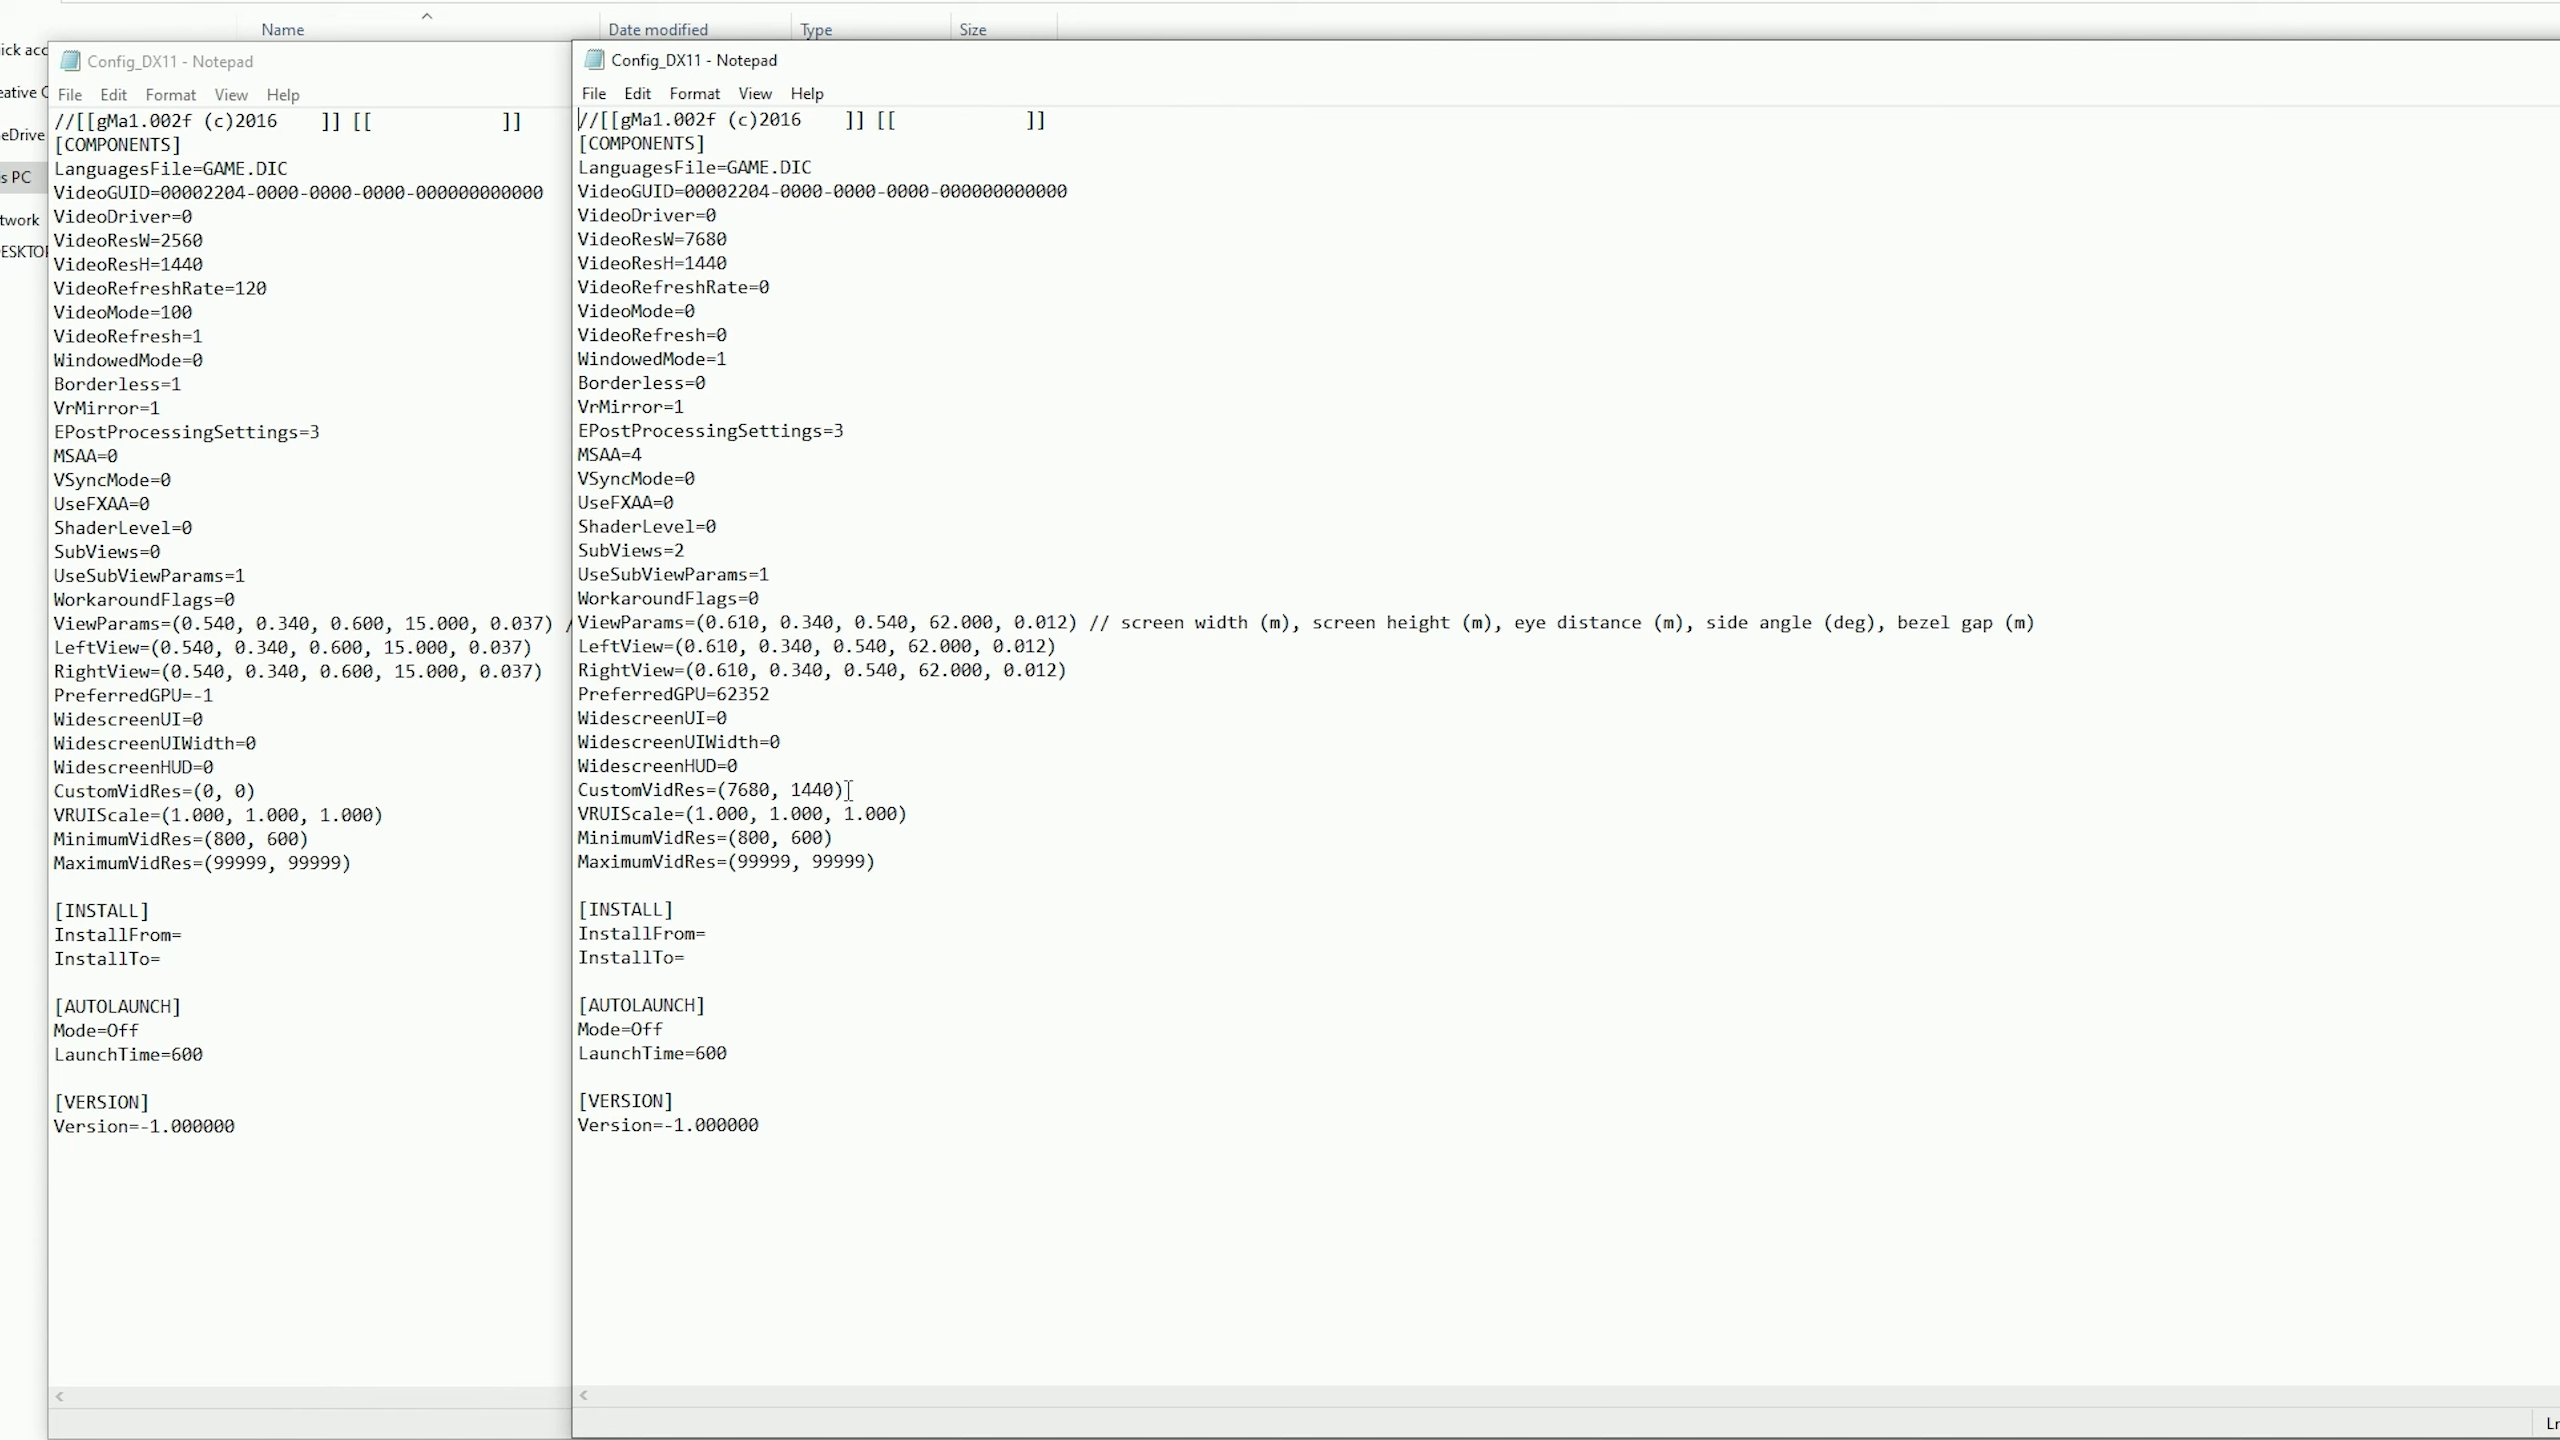 Name Date modified Type Size
ick acc
eative C
eDrive
is PC
twork
ESKTO
Config_DX11 - Notepad
File Edit Format View Help
//[[gMa1.002f (c)2016    ]] [[            ]]
[COMPONENTS]
LanguagesFile=GAME.DIC
VideoGUID=00002204-0000-0000-0000-000000000000
VideoDriver=0
VideoResW=2560
VideoResH=1440
VideoRefreshRate=120
VideoMode=100
VideoRefresh=1
WindowedMode=0
Borderless=1
VrMirror=1
EPostProcessingSettings=3
MSAA=0
VSyncMode=0
UseFXAA=0
ShaderLevel=0
SubViews=0
UseSubViewParams=1
WorkaroundFlags=0
ViewParams=(0.540, 0.340, 0.600, 15.000, 0.037) /
LeftView=(0.540, 0.340, 0.600, 15.000, 0.037)
RightView=(0.540, 0.340, 0.600, 15.000, 0.037)
PreferredGPU=-1
WidescreenUI=0
WidescreenUIWidth=0
WidescreenHUD=0
CustomVidRes=(0, 0)
VRUIScale=(1.000, 1.000, 1.000)
MinimumVidRes=(800, 600)
MaximumVidRes=(99999, 99999)
[INSTALL]
InstallFrom=
InstallTo=
[AUTOLAUNCH]
Mode=Off
LaunchTime=600
[VERSION]
Version=-1.000000
Config_DX11 - Notepad
File Edit Format View Help
//[[gMa1.002f (c)2016    ]] [[            ]]
[COMPONENTS]
LanguagesFile=GAME.DIC
VideoGUID=00002204-0000-0000-0000-000000000000
VideoDriver=0
VideoResW=7680
VideoResH=1440
VideoRefreshRate=0
VideoMode=0
VideoRefresh=0
WindowedMode=1
Borderless=0
VrMirror=1
EPostProcessingSettings=3
MSAA=4
VSyncMode=0
UseFXAA=0
ShaderLevel=0
SubViews=2
UseSubViewParams=1
WorkaroundFlags=0
ViewParams=(0.610, 0.340, 0.540, 62.000, 0.012) // screen width (m), screen height (m), eye distance (m), side angle (deg), bezel gap (m)
LeftView=(0.610, 0.340, 0.540, 62.000, 0.012)
RightView=(0.610, 0.340, 0.540, 62.000, 0.012)
PreferredGPU=62352
WidescreenUI=0
WidescreenUIWidth=0
WidescreenHUD=0
CustomVidRes=(7680, 1440)
VRUIScale=(1.000, 1.000, 1.000)
MinimumVidRes=(800, 600)
MaximumVidRes=(99999, 99999)
[INSTALL]
InstallFrom=
InstallTo=
[AUTOLAUNCH]
Mode=Off
LaunchTime=600
[VERSION]
Version=-1.000000
Ln